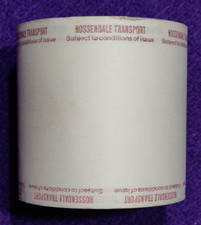 ROSSENDALE TRANSPORT
Subject to conditions of issue
Subject to conditions of issue
ROSSENDALE TRANSPORT